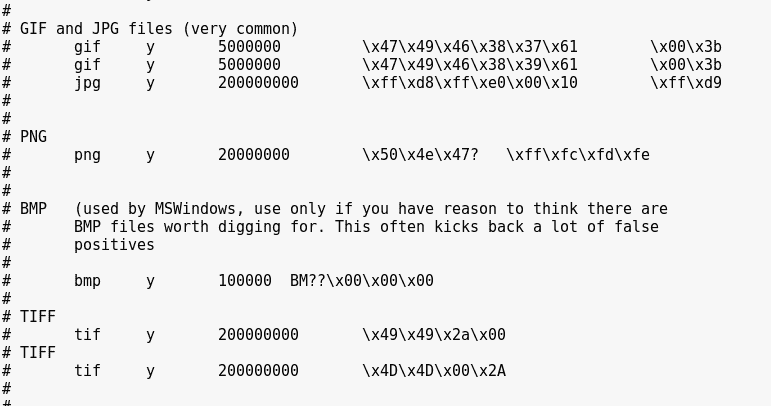 #
# GIF and JPG files (very common)
#	gif	y	5000000		\x47\x49\x46\x38\x37\x61	\x00\x3b
#	gif	y	5000000		\x47\x49\x46\x38\x39\x61	\x00\x3b
#	jpg	y	200000000	\xff\xd8\xff\xe0\x00\x10	\xff\xd9
#
#
# PNG
#	png	y	20000000	\x50\x4e\x47?	\xff\xfc\xfd\xfe
#
#
# BMP	(used by MSWindows, use only if you have reason to think there are
#	BMP files worth digging for. This often kicks back a lot of false
#	positives
#
#	bmp	y	100000	BM??\x00\x00\x00
#
# TIFF
#	tif	y	200000000	\x49\x49\x2a\x00
# TIFF
#	tif	y	200000000	\x4D\x4D\x00\x2A
#
#